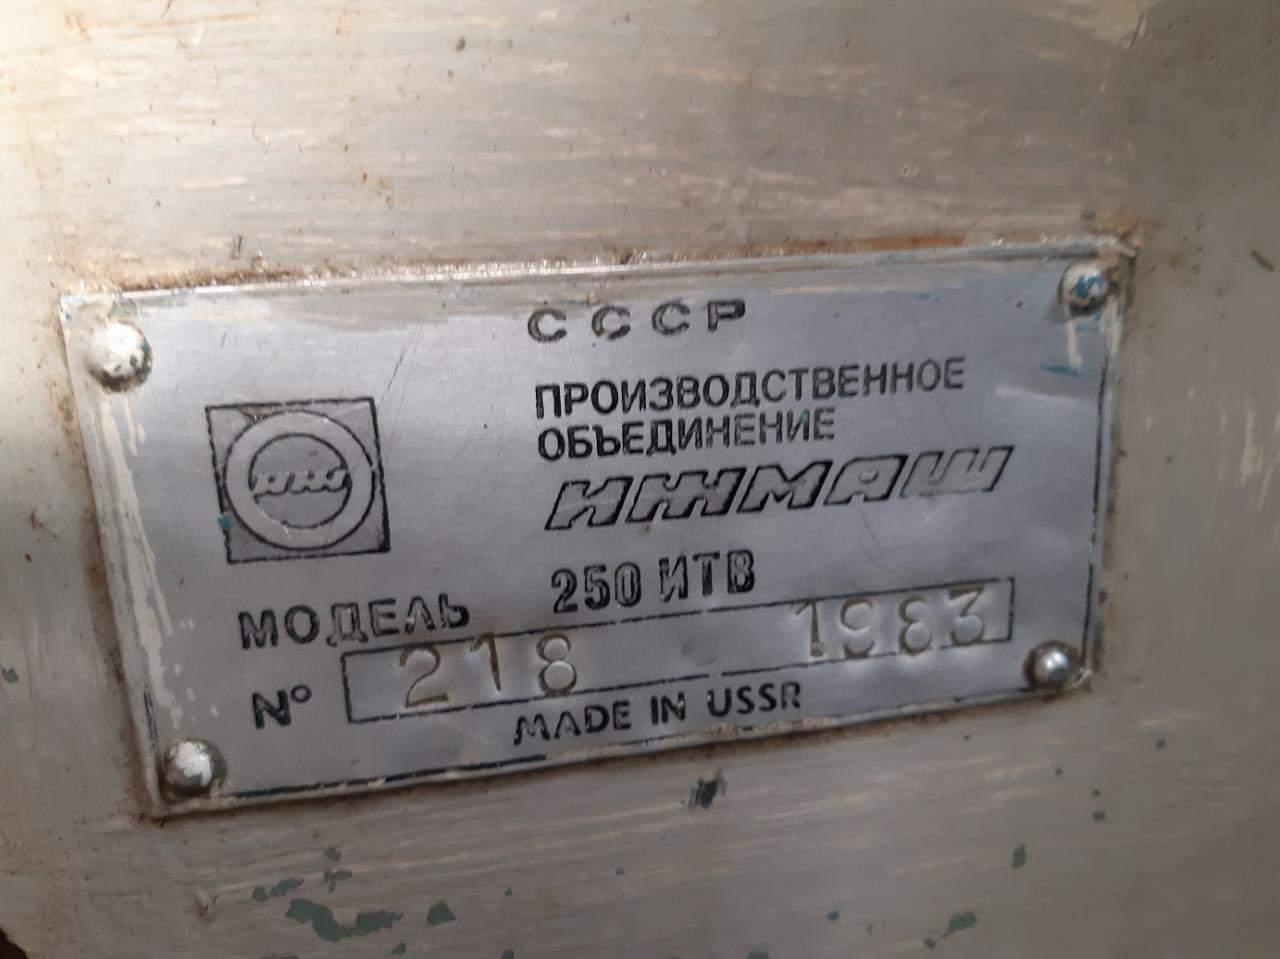 СССР
ПРОИЗВОДСТВЕННОЕ
ОБЪЕДИНЕНИЕ
ИЖМАШ
МОДЕЛЬ 250 ИТВ
№ 218 1983
MADE IN USSR